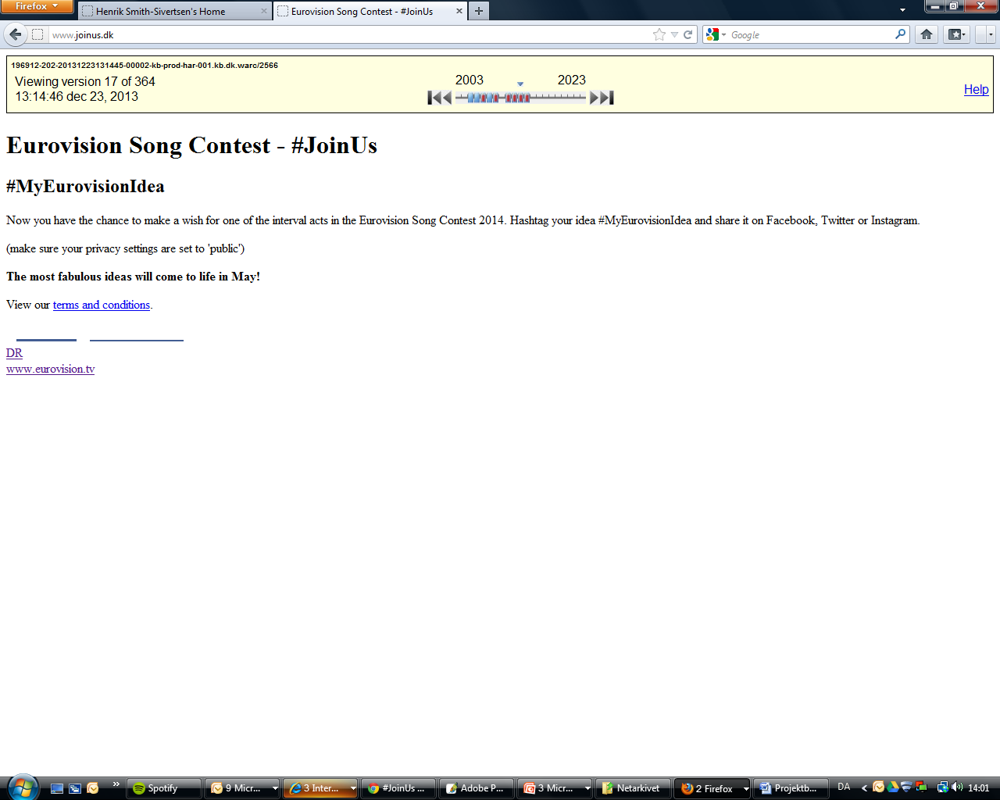 Firefox
Henrik Smith-Sivertsen's Home
Eurovision Song Contest - #JoinUs
www.joinus.dk
Google
196912-202-20131223131445-00002-kb-prod-har-001.kb.dk.warc/2566
Viewing version 17 of 364
13:14:46 dec 23, 2013
2003
2023
Help
Eurovision Song Contest - #JoinUs
#MyEurovisionIdea
Now you have the chance to make a wish for one of the interval acts in the Eurovision Song Contest 2014. Hashtag your idea #MyEurovisionIdea and share it on Facebook, Twitter or Instagram.
(make sure your privacy settings are set to 'public')
The most fabulous ideas will come to life in May!
View our terms and conditions.
DR
www.eurovision.tv
Spotify
9 Micr...
3 Inter...
#JoinUs ...
Adobe P...
3 Micr...
Netarkivet
2 Firefox
Projektb...
DA
14:01